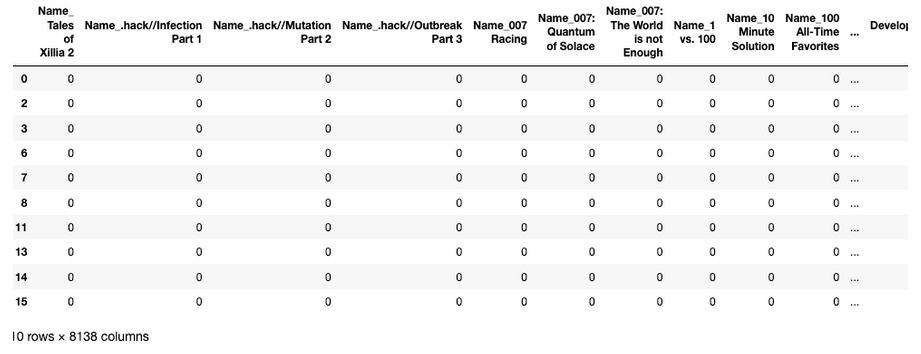 Name_ Tales of Xillia 2 Name_.hack//Infection Part 1 Name_.hack//Mutation Part 2 Name_.hack//Outbreak Part 3 Name_007 Racing Name_007: Quantum of Solace Name_007: The World is not Enough Name_1 vs. 100 Name_10 Minute Solution Name_100 All-Time Favorites ... Develop
0 0 0 0 0 0 0 0 0 0 0 ...
2 0 0 0 0 0 0 0 0 0 0 ...
3 0 0 0 0 0 0 0 0 0 0 ...
6 0 0 0 0 0 0 0 0 0 0 ...
7 0 0 0 0 0 0 0 0 0 0 ...
8 0 0 0 0 0 0 0 0 0 0 ...
11 0 0 0 0 0 0 0 0 0 0 ...
13 0 0 0 0 0 0 0 0 0 0 ...
14 0 0 0 0 0 0 0 0 0 0 ...
15 0 0 0 0 0 0 0 0 0 0 ...
10 rows × 8138 columns